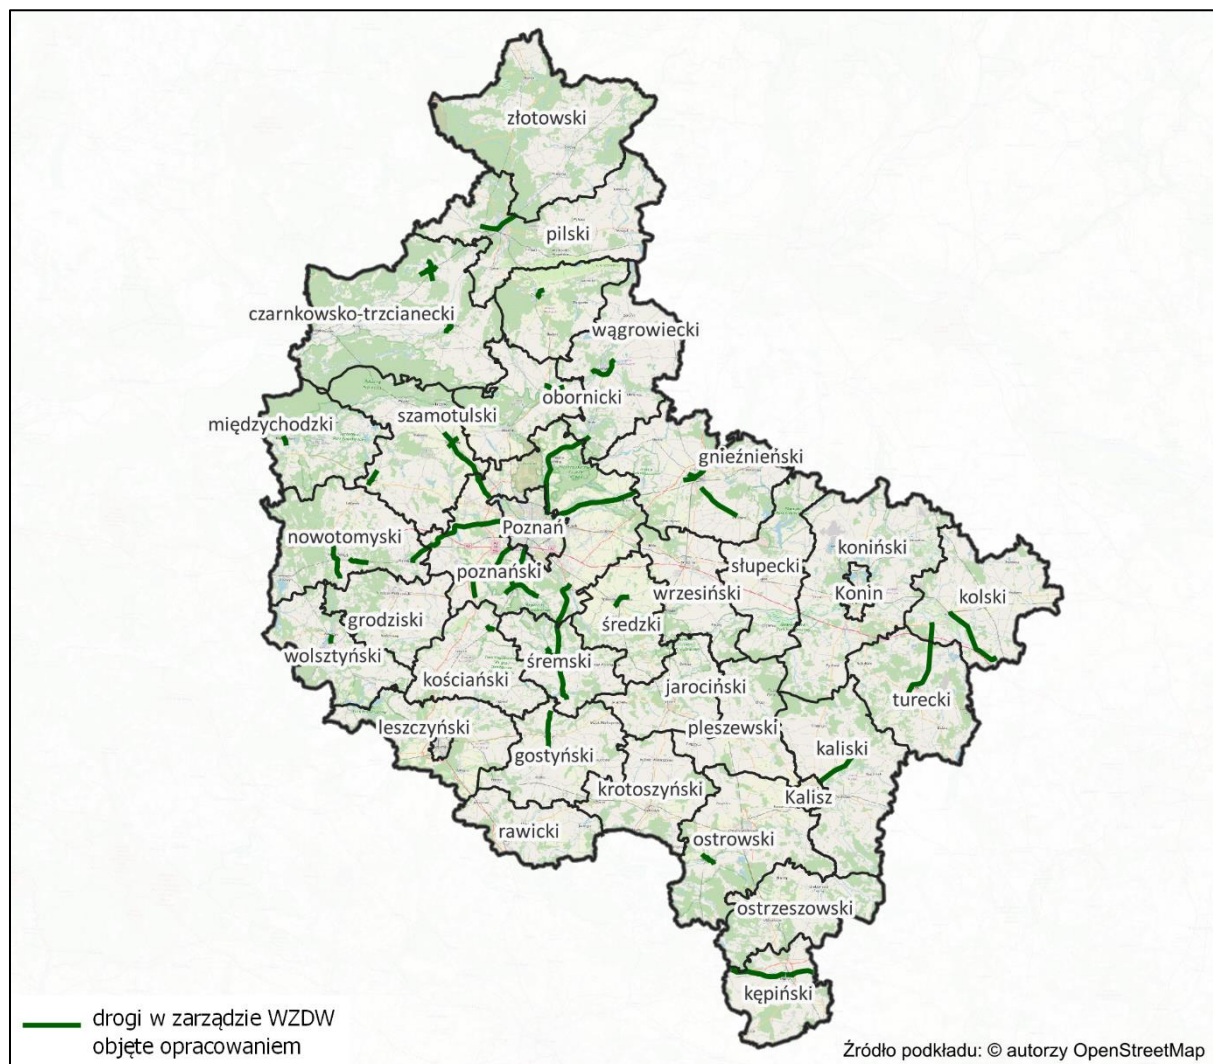 złotowski
pilski
czarnkowsko-trzcianecki
wągrowiecki
obornicki
międzychodzki
szamotulski
gnieźnieński
Poznań
nowotomyski
poznański
koniński
słupecki
Konin
wrzesiński
kolski
grodziski
średzki
wolsztyński
śremski
kościański
jarociński
turecki
leszczyński
pleszewski
kaliski
gostyński
krotoszyński
Kalisz
rawicki
ostrowski
ostrzeszowski
kępiński
drogi w zarządzie WZDW
objęte opracowaniem
Źródło podkładu: © autorzy OpenStreetMap